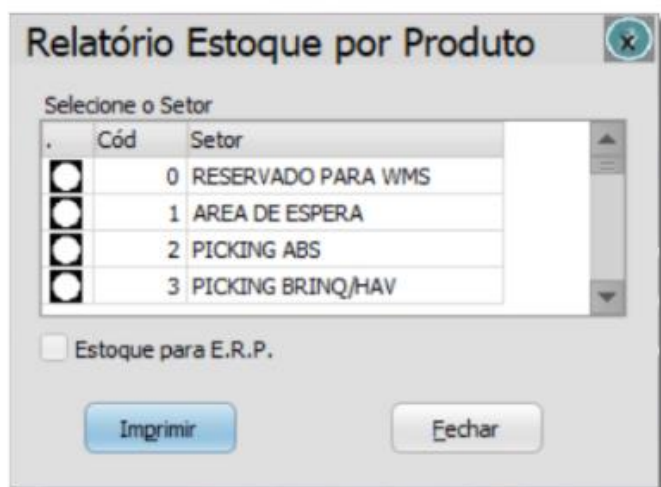 Relatório Estoque por Produto
x
Selecione o Setor
. Cód Setor
0 RESERVADO PARA WMS
1 AREA DE ESPERA
2 PICKING ABS
3 PICKING BRINQ/HAV
Estoque para E.R.P.
Imprimir Fechar